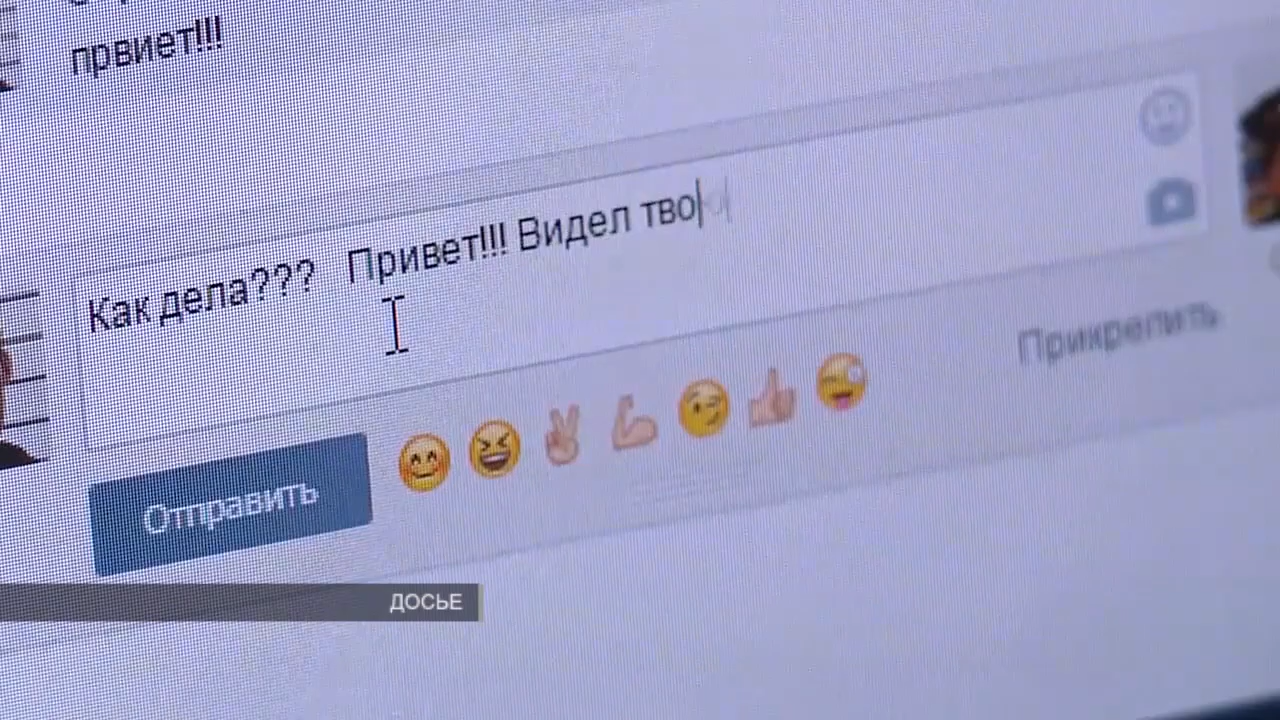 првиет!!!
Как дела??? Привет!!! Видел тво
Прикрепить
Отправить
ДОСЬЕ